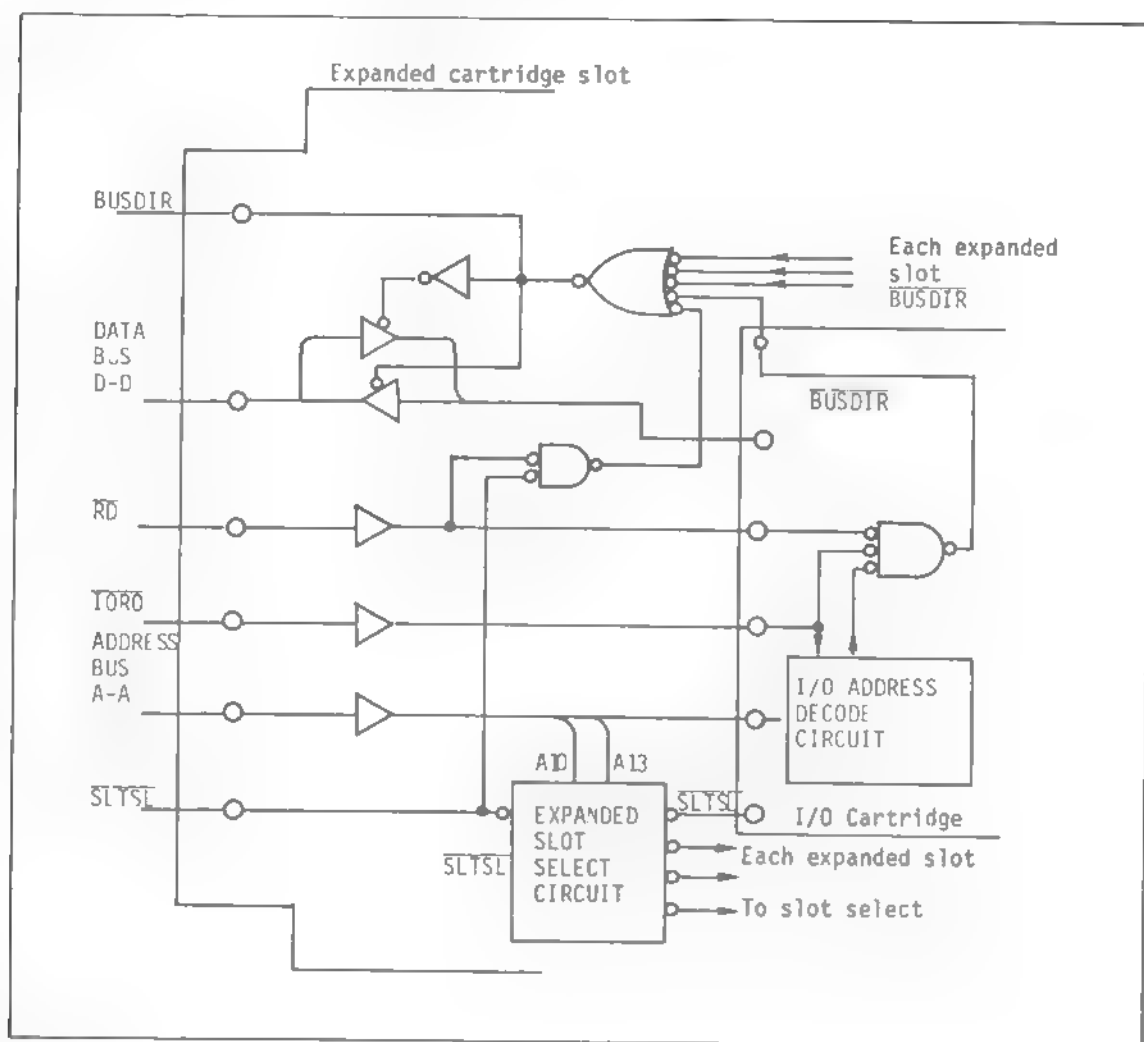 Expanded cartridge slot
BUSDIR
Each expanded
slot
BUSDIR
DATA
BUS
D-D
BUSDIR
RD
IORQ
ADDRESS
BUS
A-A
I/O ADDRESS
DECODE
CIRCUIT
A10
A13
SLTSL
EXPANDED
SLOT
SELECT
CIRCUIT
SLTSL
SLTSL
I/O Cartridge
Each expanded slot
To slot select